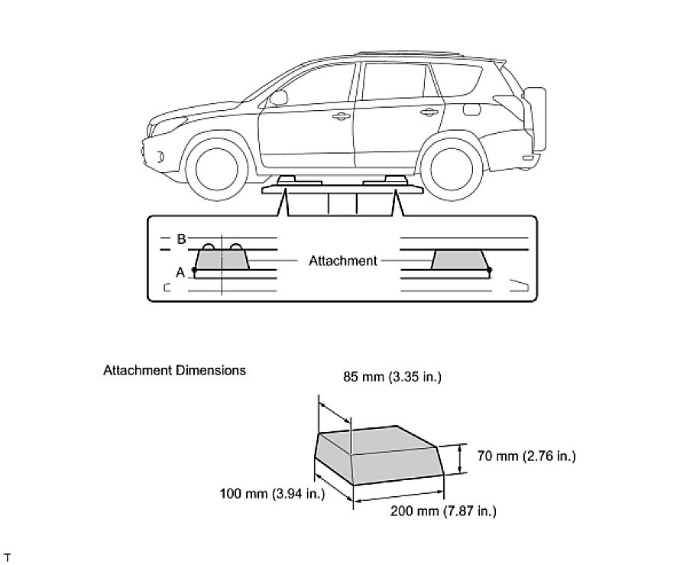 B
Attachment
A
Attachment Dimensions
85 mm (3.35 in.)
70 mm (2.76 in.)
100 mm (3.94 in.)
200 mm (7.87 in.)
T